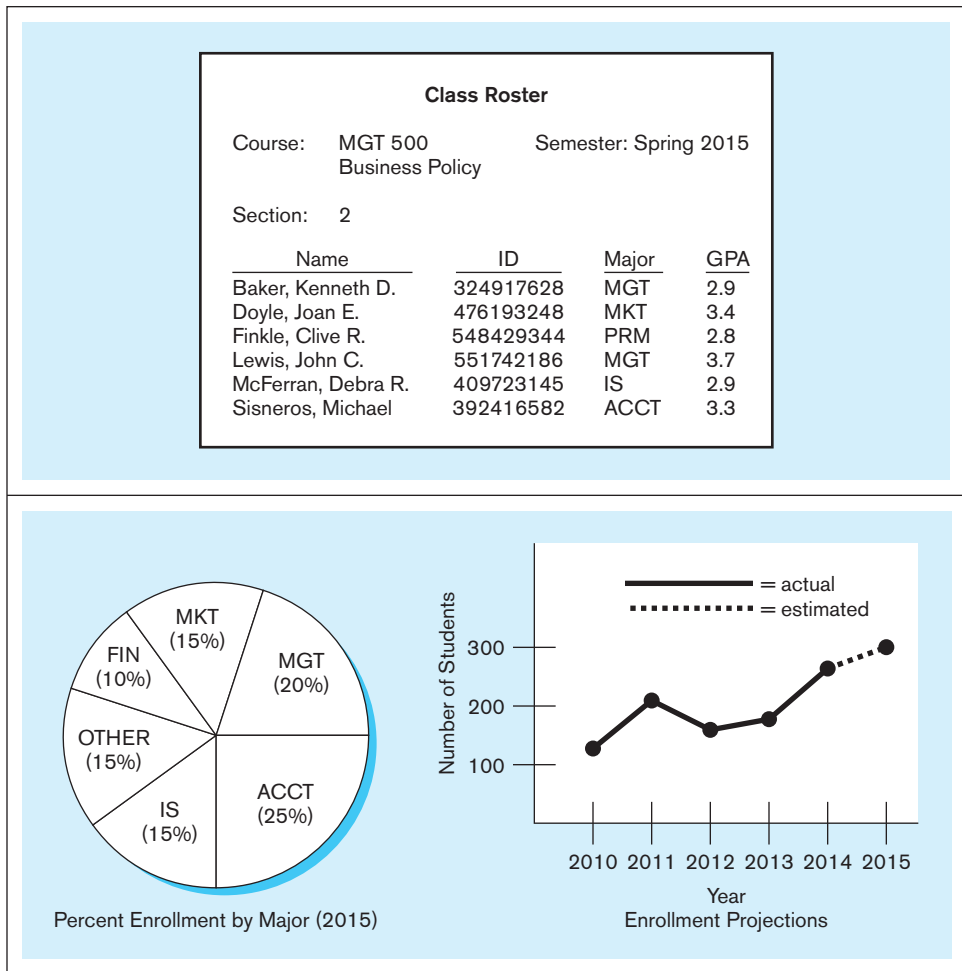 Class Roster
Course: MGT 500 Semester: Spring 2015
Business Policy
Section: 2
Name ID Major GPA
Baker, Kenneth D. 324917628 MGT 2.9
Doyle, Joan E. 476193248 MKT 3.4
Finkle, Clive R. 548429344 PRM 2.8
Lewis, John C. 551742186 MGT 3.7
McFerran, Debra R. 409723145 IS 2.9
Sisneros, Michael 392416582 ACCT 3.3
MKT
(15%)
FIN
(10%)
MGT
(20%)
OTHER
(15%)
IS
(15%)
ACCT
(25%)
Percent Enrollment by Major (2015)
= actual
= estimated
Number of Students
300
200
100
2010 2011 2012 2013 2014 2015
Year
Enrollment Projections